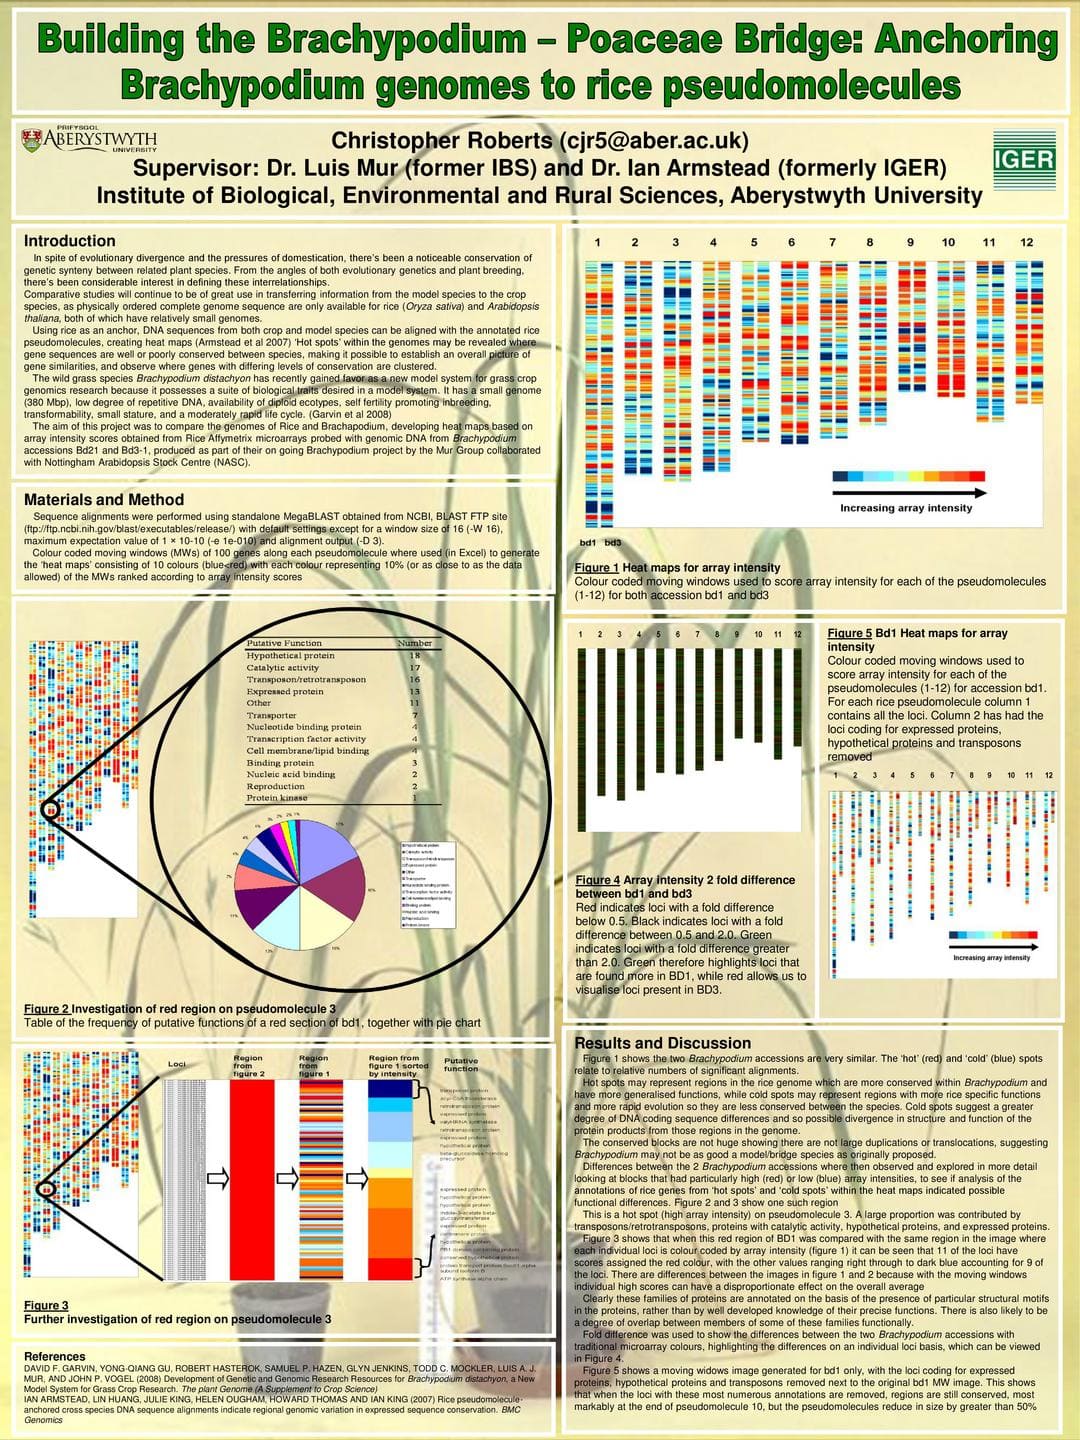 Building the Brachypodium – Poaceae Bridge: Anchoring
Brachypodium genomes to rice pseudomolecules
PRIFYSGOL
ABERYSTWYTH
UNIVERSITY
Christopher Roberts (cjr5@aber.ac.uk)
Supervisor: Dr. Luis Mur (former IBS) and Dr. Ian Armstead (formerly IGER)
Institute of Biological, Environmental and Rural Sciences, Aberystwyth University
IGER
Introduction
In spite of evolutionary divergence and the pressures of domestication, there's been a noticeable conservation of
genetic synteny between related plant species. From the angles of both evolutionary genetics and plant breeding,
there's been considerable interest in defining these interrelationships.
Comparative studies will continue to be of great use in transferring information from the model species to the crop
species, as physically ordered complete genome sequence are only available for rice (Oryza sativa) and Arabidopsis
thaliana, both of which have relatively small genomes.
Using rice as an anchor, DNA sequences from both crop and model species can be aligned with the annotated rice
pseudomolecules, creating heat maps (Armstead et al 2007) 'Hot spots' within the genomes may be revealed where
gene sequences are well or poorly conserved between species, making it possible to establish an overall picture of
gene similarities, and observe where genes with differing levels of conservation are clustered.
The wild grass species Brachypodium distachyon has recently gained favor as a new model system for grass crop
genomics research because it possesses a suite of biological traits desired in a model system. It has a small genome
(380 Mbp), low degree of repetitive DNA, availability of diploid ecotypes, self fertility promoting inbreeding,
transformability, small stature, and a moderately rapid life cycle. (Garvin et al 2008)
The aim of this project was to compare the genomes of Rice and Brachapodium, developing heat maps based on
array intensity scores obtained from Rice Affymetrix microarrays probed with genomic DNA from Brachypodium
accessions Bd21 and Bd3-1, produced as part of their on going Brachypodium project by the Mur Group collaborated
with Nottingham Arabidopsis Stock Centre (NASC).
Materials and Method
Sequence alignments were performed using standalone MegaBLAST obtained from NCBI, BLAST FTP site
(ftp://ftp.ncbi.nih.gov/blast/executables/release/) with default settings except for a window size of 16 (-W 16),
maximum expectation value of 1 × 10-10 (-e 1e-010) and alignment output (-D 3).
Colour coded moving windows (MWs) of 100 genes along each pseudomolecule where used (in Excel) to generate
the 'heat maps' consisting of 10 colours (blue<red) with each colour representing 10% (or as close to as the data
allowed) of the MWs ranked according to array intensity scores
Putative Function Number
Hypothetical protein 18
Catalytic activity 17
Transposon/retrotransposon 16
Expressed protein 13
Other 11
Transporter 7
Nucleotide binding protein 4
Transcription factor activity 4
Cell membrane/lipid binding 4
Binding protein 3
Nucleic acid binding 2
Reproduction 2
Protein kinase 1
Figure 2 Investigation of red region on pseudomolecule 3
Table of the frequency of putative functions of a red section of bd1, together with pie chart
Loci
Region from figure 2
Region from figure 1
Region from figure 1 sorted by intensity
Putative function
expressed protein
retrotransposon protein
expressed protein
hypothetical protein
expressed protein
hypothetical protein
hypothetical protein
expressed protein
hypothetical protein
conserved hypothetical protein
ATP synthase alpha chain
Figure 3
Further investigation of red region on pseudomolecule 3
References
DAVID F. GARVIN, YONG-QIANG GU, ROBERT HASTEROK, SAMUEL P. HAZEN, GLYN JENKINS, TODD C. MOCKLER, LUIS A. J.
MUR, AND JOHN P. VOGEL (2008) Development of Genetic and Genomic Research Resources for Brachypodium distachyon, a New
Model System for Grass Crop Research. The plant Genome (A Supplement to Crop Science)
IAN ARMSTEAD, LIN HUANG, JULIE KING, HELEN OUGHAM, HOWARD THOMAS AND IAN KING (2007) Rice pseudomolecule-
anchored cross species DNA sequence alignments indicate regional genomic variation in expressed sequence conservation. BMC
Genomics
1 2 3 4 5 6 7 8 9 10 11 12
Increasing array intensity
bd1 bd3
Figure 1 Heat maps for array intensity
Colour coded moving windows used to score array intensity for each of the pseudomolecules
(1-12) for both accession bd1 and bd3
1 2 3 4 5 6 7 8 9 10 11 12
Figure 4 Array intensity 2 fold difference
between bd1 and bd3
Red indicates loci with a fold difference
below 0.5. Black indicates loci with a fold
difference between 0.5 and 2.0. Green
indicates loci with a fold difference greater
than 2.0. Green therefore highlights loci that
are found more in BD1, while red allows us to
visualise loci present in BD3.
Figure 5 Bd1 Heat maps for array
intensity
Colour coded moving windows used to
score array intensity for each of the
pseudomolecules (1-12) for accession bd1.
For each rice pseudomolecule column 1
contains all the loci. Column 2 has had the
loci coding for expressed proteins,
hypothetical proteins and transposons
removed
1 2 3 4 5 6 7 8 9 10 11 12
Increasing array intensity
Results and Discussion
Figure 1 shows the two Brachypodium accessions are very similar. The 'hot' (red) and 'cold' (blue) spots
relate to relative numbers of significant alignments.
Hot spots may represent regions in the rice genome which are more conserved within Brachypodium and
have more generalised functions, while cold spots may represent regions with more rice specific functions
and more rapid evolution so they are less conserved between the species. Cold spots suggest a greater
degree of DNA coding sequence differences and so possible divergence in structure and function of the
protein products from those regions in the genome.
The conserved blocks are not huge showing there are not large duplications or translocations, suggesting
Brachypodium may not be as good a model/bridge species as originally proposed.
Differences between the 2 Brachypodium accessions where then observed and explored in more detail
looking at blocks that had particularly high (red) or low (blue) array intensities, to see if analysis of the
annotations of rice genes from 'hot spots' and 'cold spots' within the heat maps indicated possible
functional differences. Figure 2 and 3 show one such region
This is a hot spot (high array intensity) on pseudomolecule 3. A large proportion was contributed by
transposons/retrotransposons, proteins with catalytic activity, hypothetical proteins, and expressed proteins.
Figure 3 shows that when this red region of BD1 was compared with the same region in the image where
each individual loci is colour coded by array intensity (figure 1) it can be seen that 11 of the loci have
scores assigned the red colour, with the other values ranging right through to dark blue accounting for 9 of
the loci. There are differences between the images in figure 1 and 2 because with the moving windows
individual high scores can have a disproportionate effect on the overall average
Clearly these families of proteins are annotated on the basis of the presence of particular structural motifs
in the proteins, rather than by well developed knowledge of their precise functions. There is also likely to be
a degree of overlap between members of some of these families functionally.
Fold difference was used to show the differences between the two Brachypodium accessions with
traditional microarray colours, highlighting the differences on an individual loci basis, which can be viewed
in Figure 4.
Figure 5 shows a moving widows image generated for bd1 only, with the loci coding for expressed
proteins, hypothetical proteins and transposons removed next to the original bd1 MW image. This shows
that when the loci with these most numerous annotations are removed, regions are still conserved, most
markably at the end of pseudomolecule 10, but the pseudomolecules reduce in size by greater than 50%